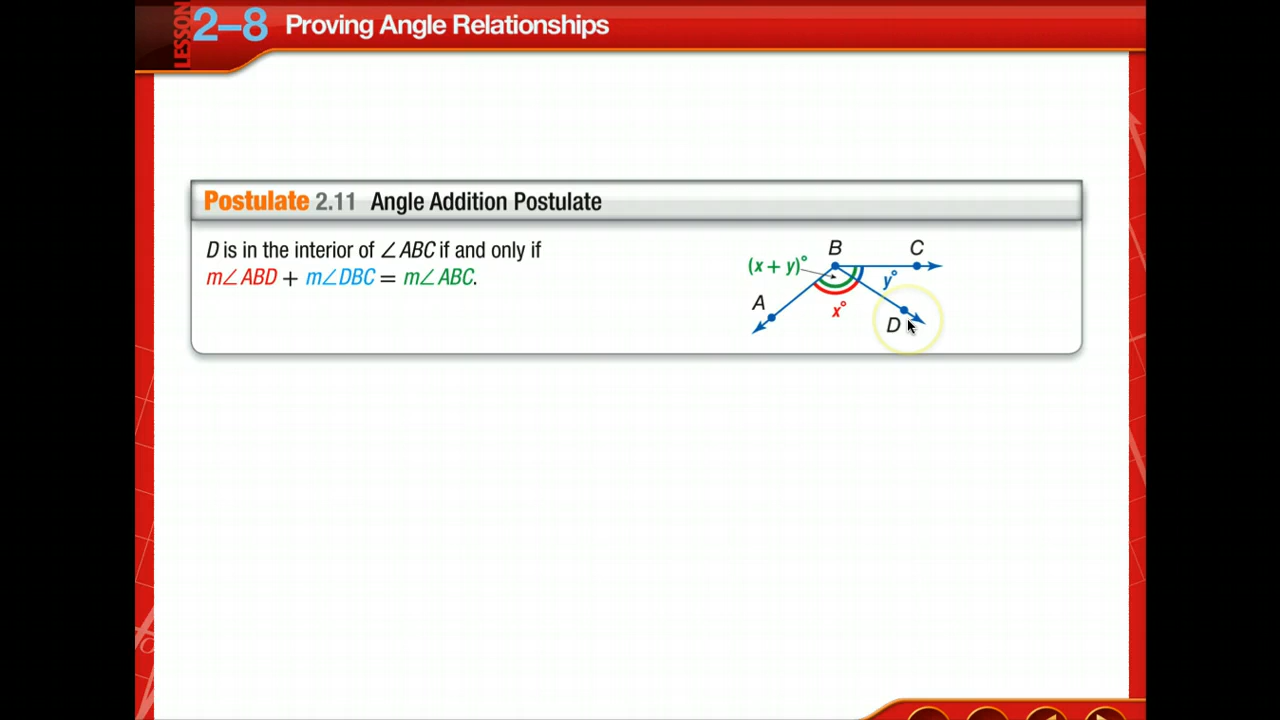 LESSON 2–8 Proving Angle Relationships
Postulate 2.11 Angle Addition Postulate
D is in the interior of ∠ABC if and only if
m∠ABD + m∠DBC = m∠ABC.
B
C
(x + y)°
y°
A
x°
D